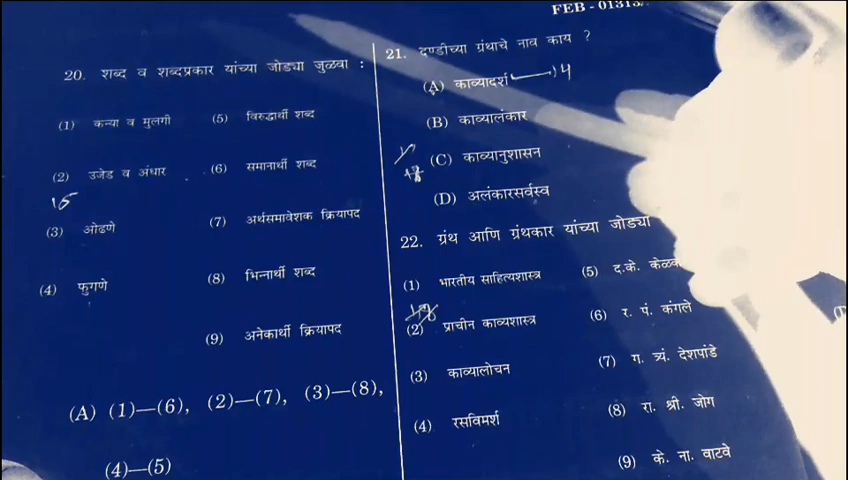 FEB - 01313/
20. शब्द व शब्दप्रकार यांच्या जोड्या जुळवा :
(1) कन्या व मुलगी (5) विरुद्धार्थी शब्द
(2) उजेड व अंधार (6) समानार्थी शब्द
(3) ओढणे (7) अर्थसमावेशक क्रियापद
(4) फुगणे (8) भिन्नार्थी शब्द
(9) अनेकार्थी क्रियापद
(A) (1)—(6), (2)—(7), (3)—(8),
(4)—(5)
21. दण्डीच्या ग्रंथाचे नाव काय ?
(A) काव्यादर्श
(B) काव्यालंकार
(C) काव्यानुशासन
(D) अलंकारसर्वस्व
22. ग्रंथ आणि ग्रंथकार यांच्या जोड्या
(1) भारतीय साहित्यशास्त्र (5) द.के. केळक
(2) प्राचीन काव्यशास्त्र (6) र. पं. कंगले
(3) काव्यालोचन (7) ग. त्र्यं. देशपांडे
(4) रसविमर्श (8) रा. श्री. जोग
(9) के. ना. वाटवे